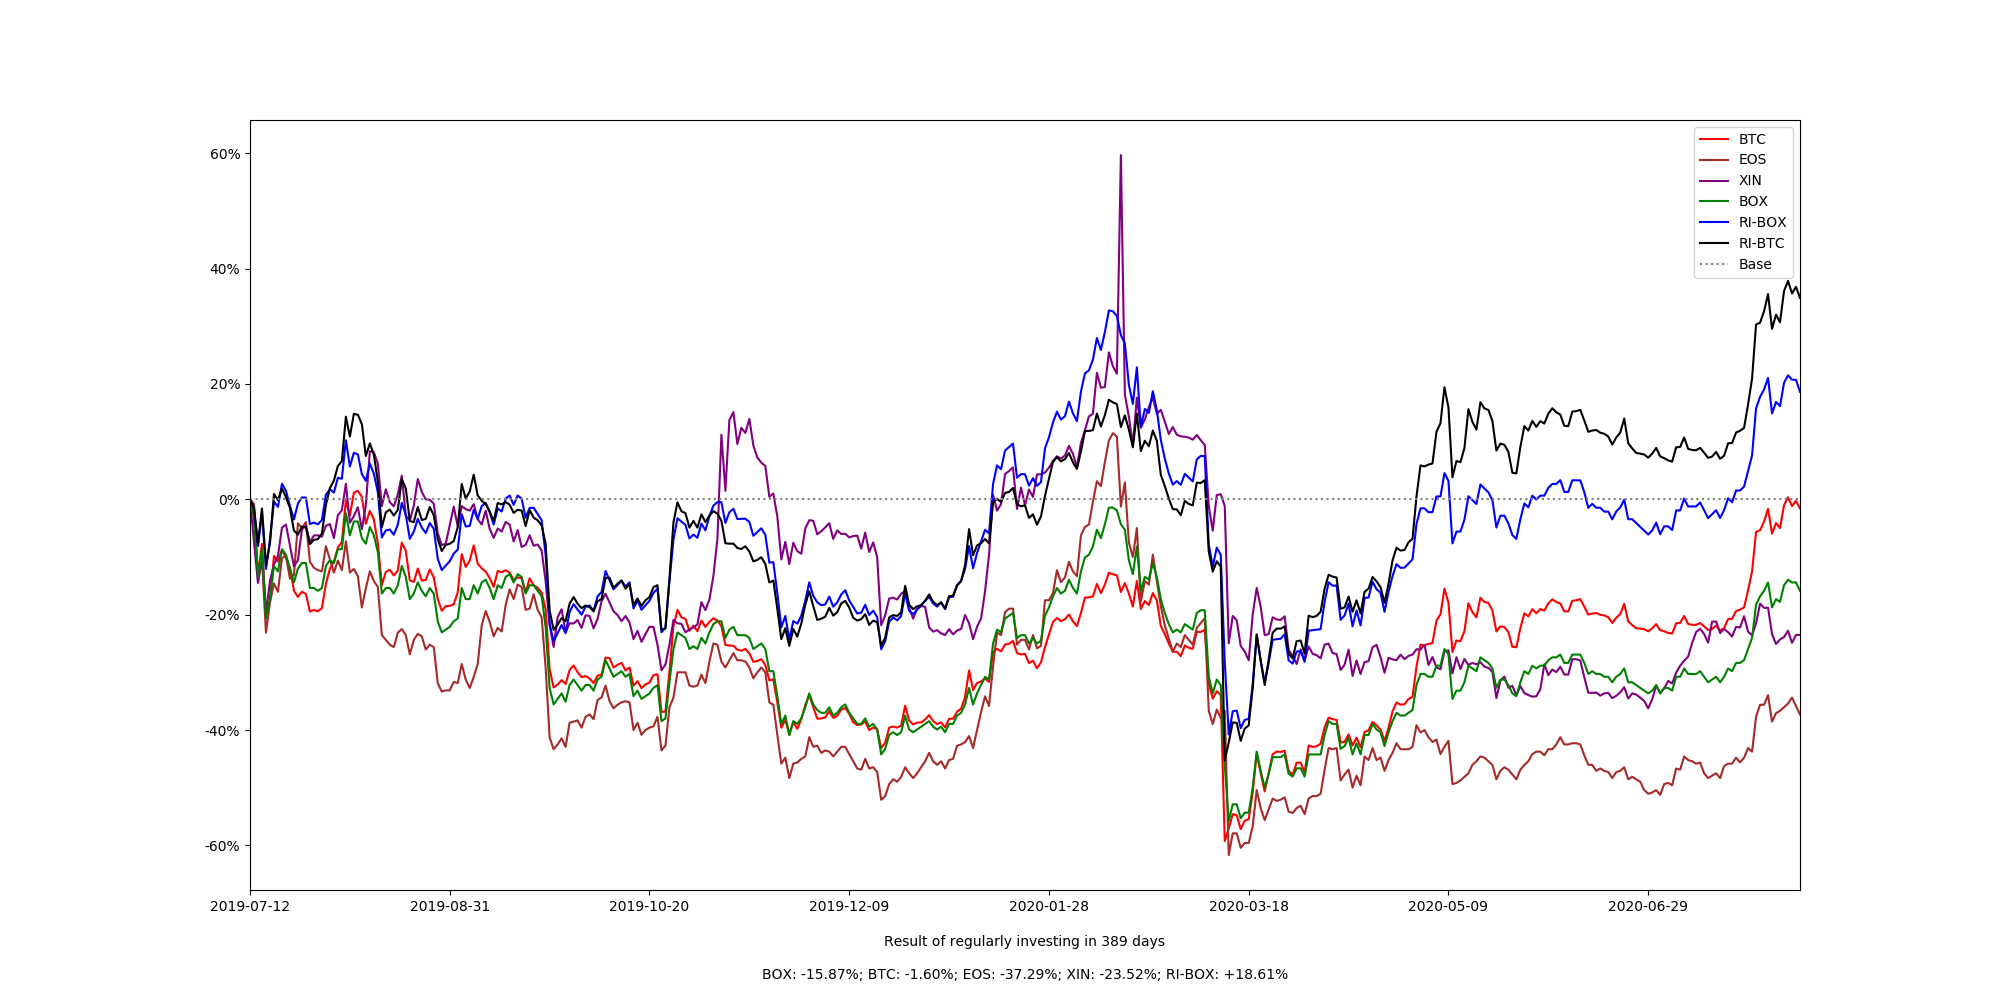 60%
40%
20%
0%
-20%
-40%
-60%
BTC
EOS
XIN
BOX
RI-BOX
RI-BTC
Base
2019-07-12 2019-08-31 2019-10-20 2019-12-09 2020-01-28 2020-03-18 2020-05-09 2020-06-29
Result of regularly investing in 389 days
BOX: -15.87%; BTC: -1.60%; EOS: -37.29%; XIN: -23.52%; RI-BOX: +18.61%